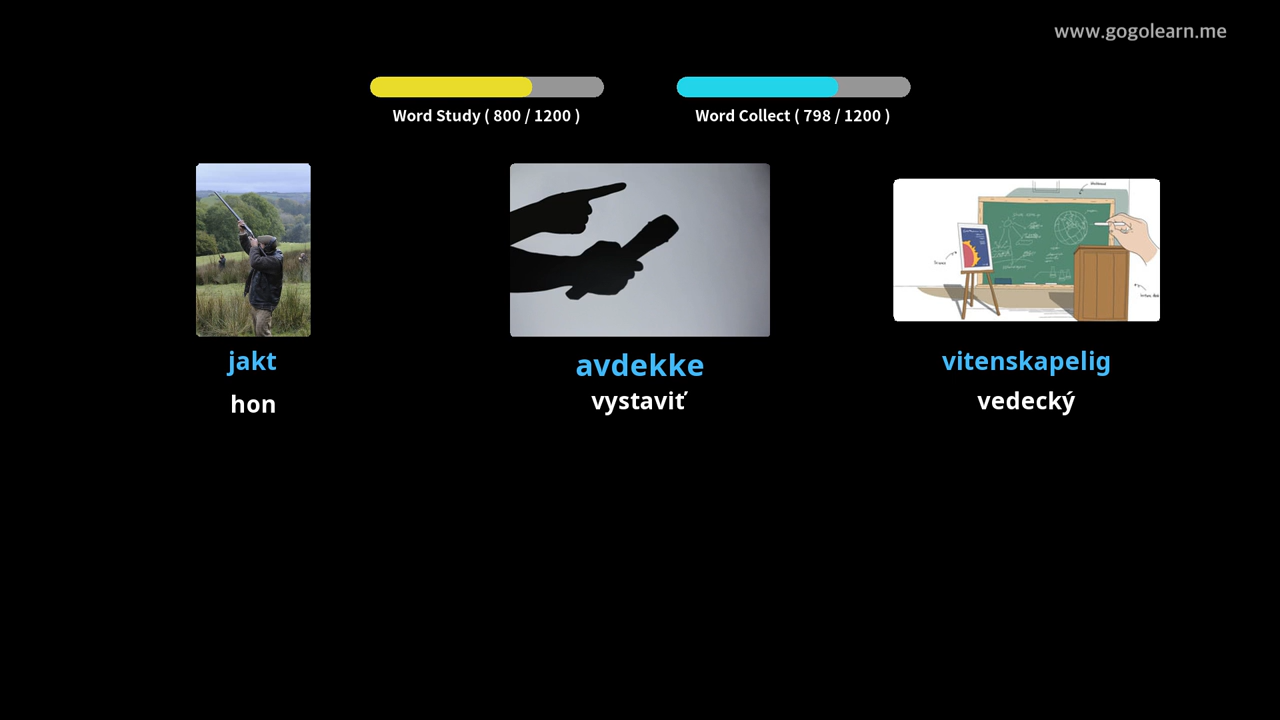 www.gogolearn.me
Word Study ( 800 / 1200 )
Word Collect ( 798 / 1200 )
jakt
avdekke
vitenskapelig
hon
vystaviť
vedecký